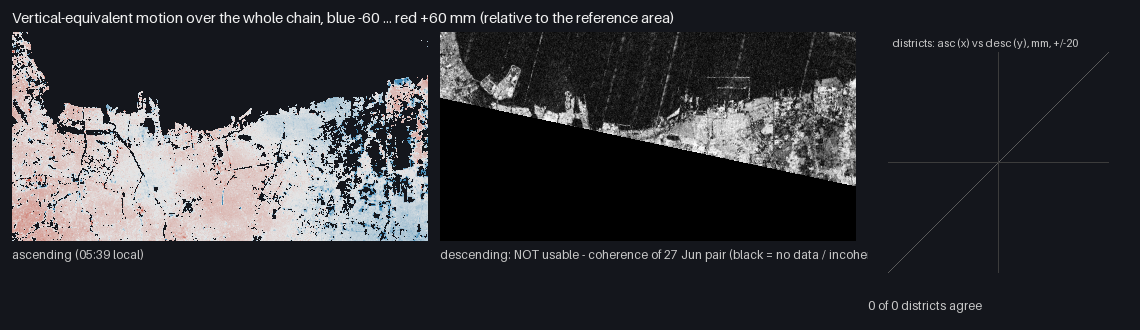 Vertical-equivalent motion over the whole chain, blue -60 ... red +60 mm (relative to the reference area)
districts: asc (x) vs desc (y), mm, +/-20
ascending (05:39 local)
descending: NOT usable - coherence of 27 Jun pair (black = no data / incohe
0 of 0 districts agree